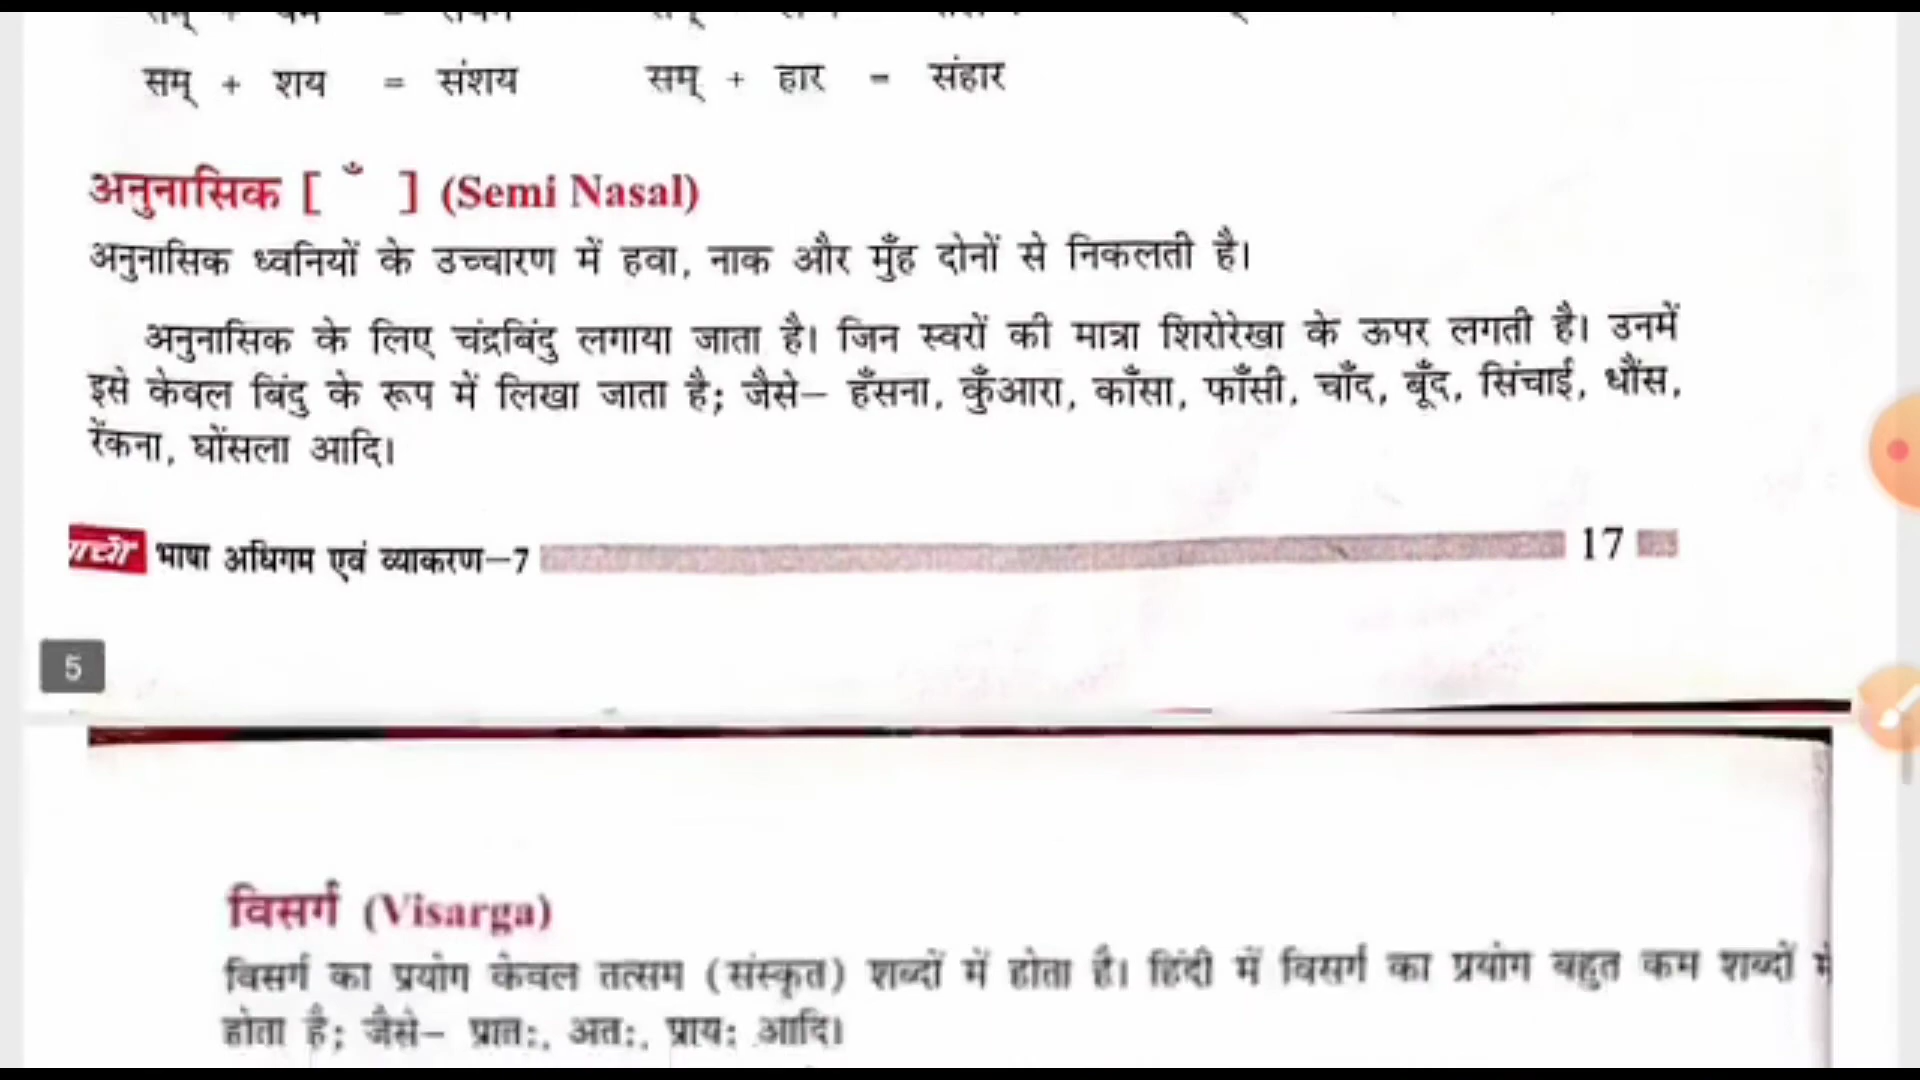 सम् + शय = संशय सम् + हार = संहार
अनुनासिक [ ँ ] (Semi Nasal)
अनुनासिक ध्वनियों के उच्चारण में हवा, नाक और मुँह दोनों से निकलती है।
अनुनासिक के लिए चंद्रबिंदु लगाया जाता है। जिन स्वरों की मात्रा शिरोरेखा के ऊपर लगती है। उनमें
इसे केवल बिंदु के रूप में लिखा जाता है; जैसे– हँसना, कुँआरा, काँसा, फाँसी, चाँद, बूँद, सिंचाई, धौंस,
रेंकना, घोंसला आदि।
भाषा अधिगम एवं व्याकरण–7 17
5
विसर्ग (Visarga)
विसर्ग का प्रयोग केवल तत्सम (संस्कृत) शब्दों में होता है। हिंदी में विसर्ग का प्रयोग बहुत कम शब्दों में
होता है; जैसे– प्रातः, अतः, प्रायः आदि।